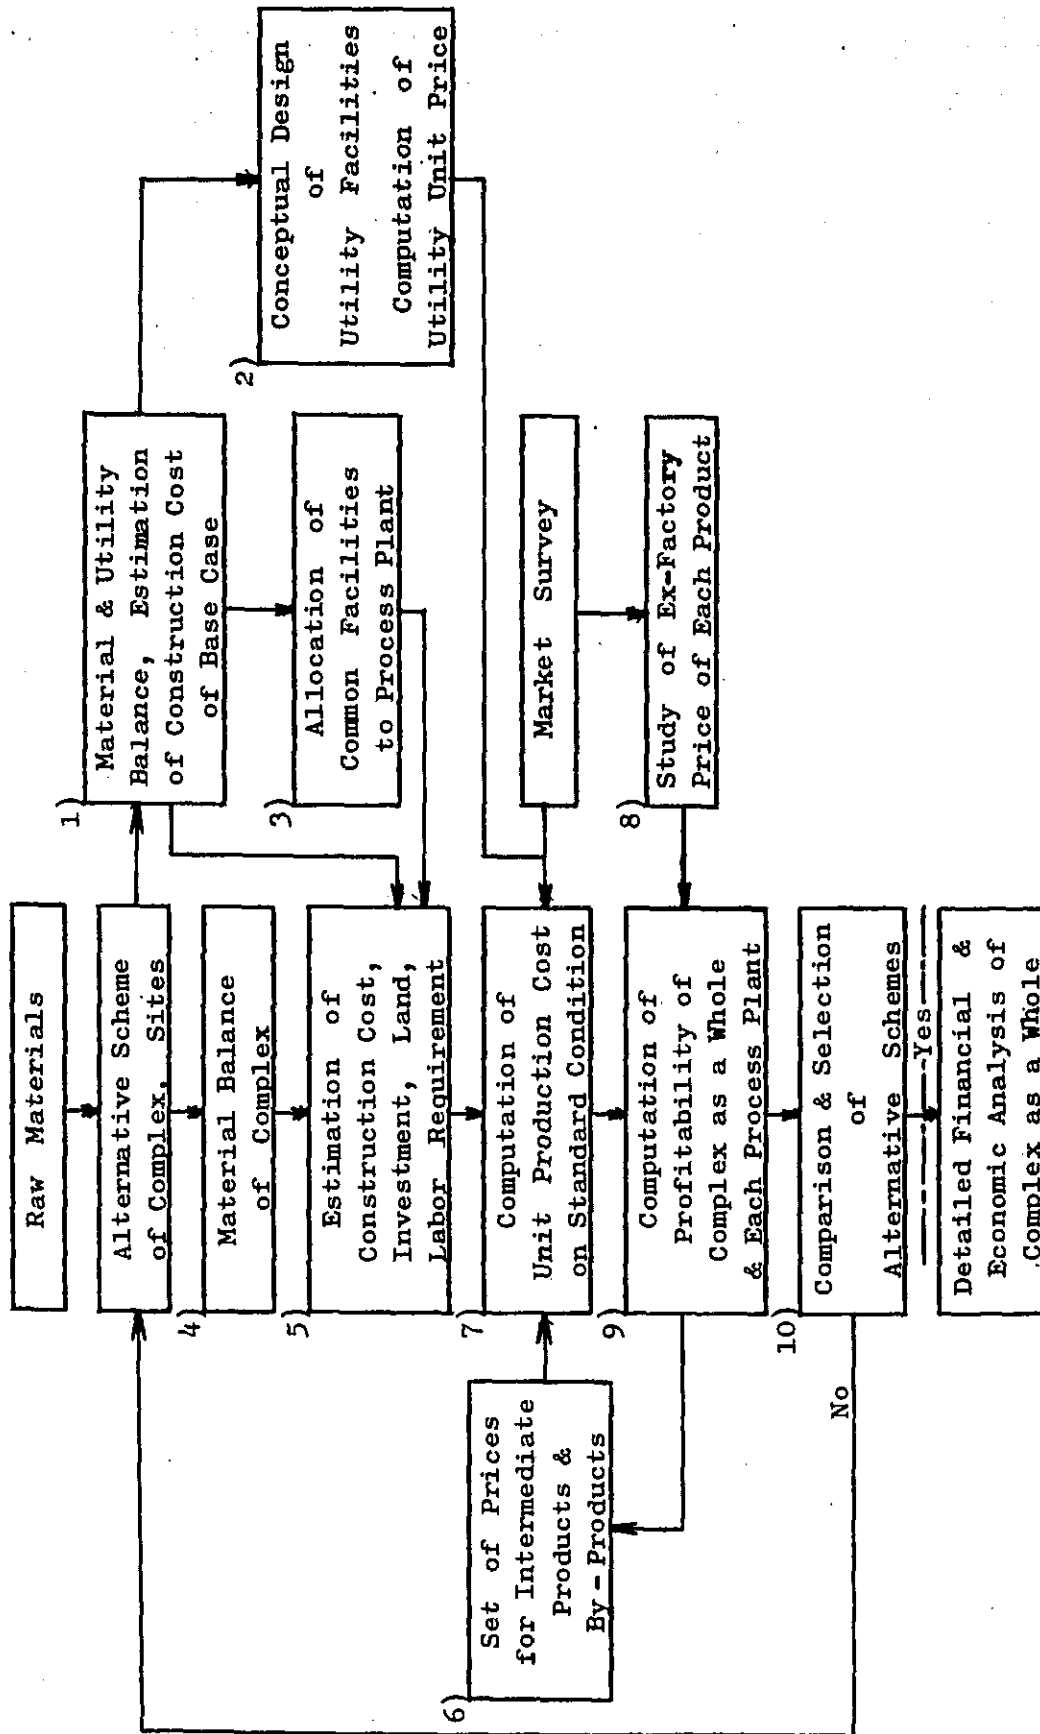 Raw Materials
Alternative Scheme
of Complex, Sites
1)
Material & Utility
Balance, Estimation
of Construction Cost
of Base Case
2)
Conceptual Design
of
Utility Facilities
Computation of
Utility Unit Price
3)
Allocation of
Common Facilities
to Process Plant
4)
Material Balance
of Complex
5)
Estimation of
Construction Cost,
Investment, Land,
Labor Requirement
6)
Set of Prices
for Intermediate
Products &
By-Products
7)
Computation of
Unit Production Cost
on Standard Condition
Market Survey
8)
Study of Ex-Factory
Price of Each Product
9)
Computation of
Profitability of
Complex as a Whole
& Each Process Plant
10)
Comparison & Selection
of
Alternative Schemes
No
Yes
Detailed Financial &
Economic Analysis of
Complex as a Whole